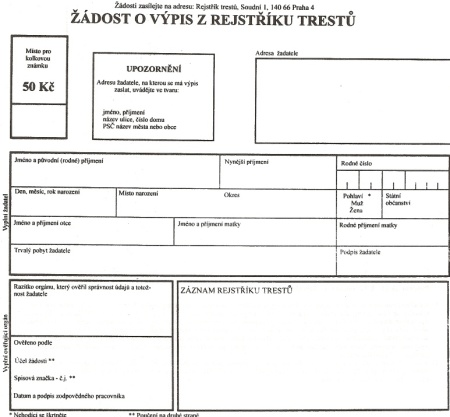 Žádosti zasílejte na adresu: Rejstřík trestů, Soudní 1, 140 66 Praha 4
ŽÁDOST O VÝPIS Z REJSTŘÍKU TRESTŮ
Místo pro
kolkovou
známku
50 Kč
UPOZORNĚNÍ
Adresu žadatele, na kterou se má výpis
zaslat, uvádějte ve tvaru:
jméno, příjmení
název ulice, číslo domu
PSČ název města nebo obce
Adresa žadatele
Vyplní žadatel
Jméno a původní (rodné) příjmení
Nynější příjmení
Rodné číslo
Den, měsíc, rok narození
Místo narození
Okres
Pohlaví *
Muž
Žena
Státní
občanství
Jméno a příjmení otce
Jméno a příjmení matky
Rodné příjmení matky
Trvalý pobyt žadatele
Podpis žadatele
Vyplní ověřující orgán
Razítko orgánu, který ověřil správnost údajů a totož-
nost žadatele
ZÁZNAM REJSTŘÍKU TRESTŮ
Ověřeno podle
Účel žádosti **
Spisová značka - č.j. **
Datum a podpis zodpovědného pracovníka
* Nehodící se škrtněte
** Poučení na druhé straně